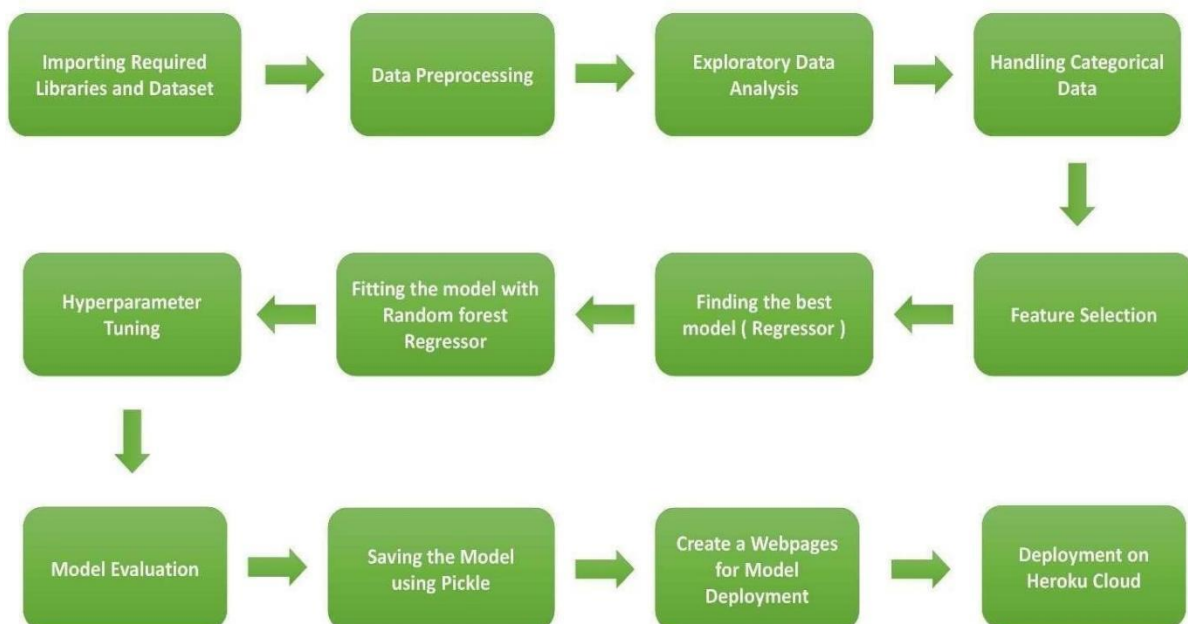 Importing Required
Libraries and Dataset
Data Preprocessing
Exploratory Data
Analysis
Handling Categorical
Data
Feature Selection
Finding the best
model ( Regressor )
Fitting the model with
Random forest
Regressor
Hyperparameter
Tuning
Model Evaluation
Saving the Model
using Pickle
Create a Webpages
for Model
Deployment
Deployment on
Heroku Cloud